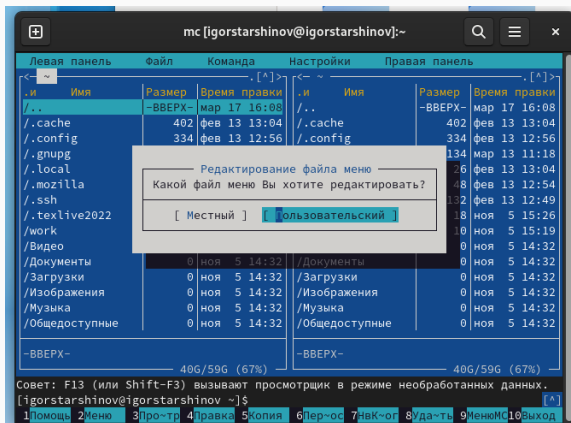 mc [igorstarshinov@igorstarshinov]:~
Левая панель Файл Команда Настройки Правая панель
~ .[^]> ~ .[^]>
.и Имя Размер Время правки .и Имя Размер Время правки
/.. -ВВЕРХ- мар 17 16:08 /.. -ВВЕРХ- мар 17 16:08
/.cache 402 фев 13 13:04 /.cache 402 фев 13 13:04
/.config 334 фев 13 12:56 /.config 334 фев 13 12:56
/.gnupg 134 мар 13 11:18
/.local Редактирование файла меню 26 фев 13 13:04
/.mozilla Какой файл меню Вы хотите редактировать? 48 фев 13 12:54
/.ssh 132 фев 13 12:49
/.texlive2022 [ Местный ] [ Пользовательский ] 18 ноя 5 15:26
/work 10 ноя 5 15:19
/Видео 0 ноя 5 14:32
/Документы 0 ноя 5 14:32 /Документы 0 ноя 5 14:32
/Загрузки 0 ноя 5 14:32 /Загрузки 0 ноя 5 14:32
/Изображения 0 ноя 5 14:32 /Изображения 0 ноя 5 14:32
/Музыка 0 ноя 5 14:32 /Музыка 0 ноя 5 14:32
/Общедоступные 0 ноя 5 14:32 /Общедоступные 0 ноя 5 14:32
-ВВЕРХ- -ВВЕРХ-
40G/59G (67%) 40G/59G (67%)
Совет: F13 (или Shift-F3) вызывают просмотрщик в режиме необработанных данных.
[igorstarshinov@igorstarshinov ~]$ [^]
1Помощь 2Меню 3Про~тр 4Правка 5Копия 6Пер~ос 7НвК~ог 8Уда~ть 9МенюMC 10Выход